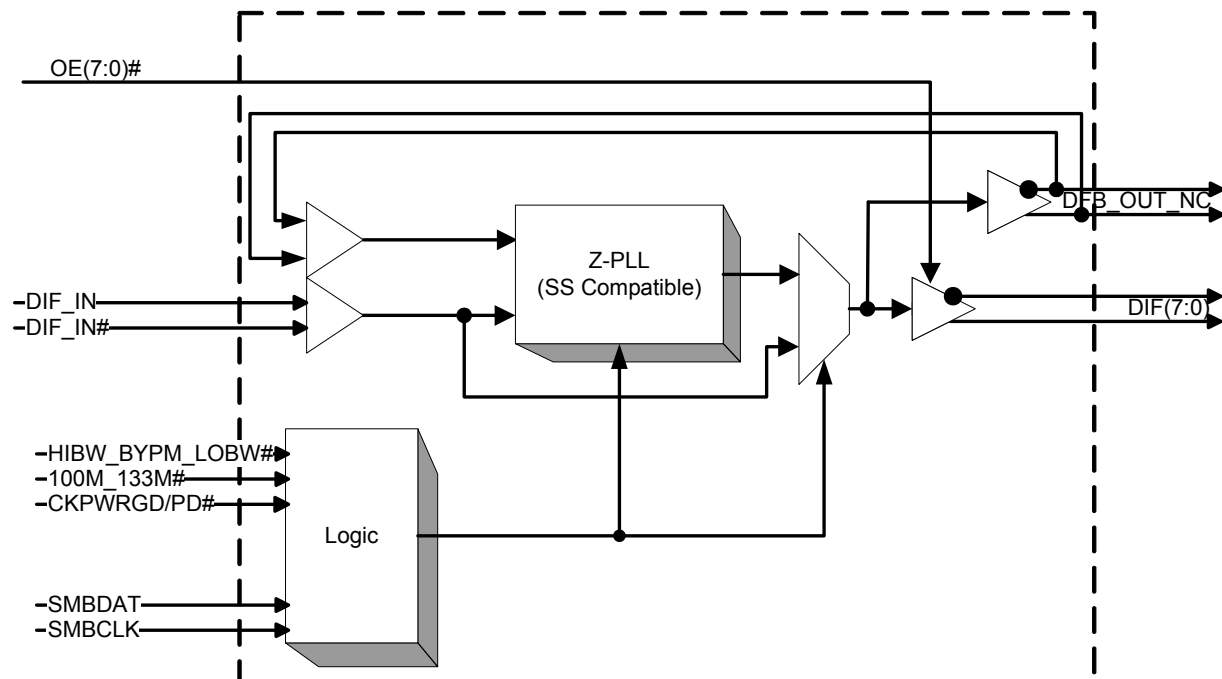 OE(7:0)#
DFB_OUT_NC
Z-PLL
(SS Compatible)
DIF_IN
DIF_IN#
DIF(7:0)
HIBW_BYPM_LOBW#
100M_133M#
CKPWRGD/PD#
Logic
SMBDAT
SMBCLK